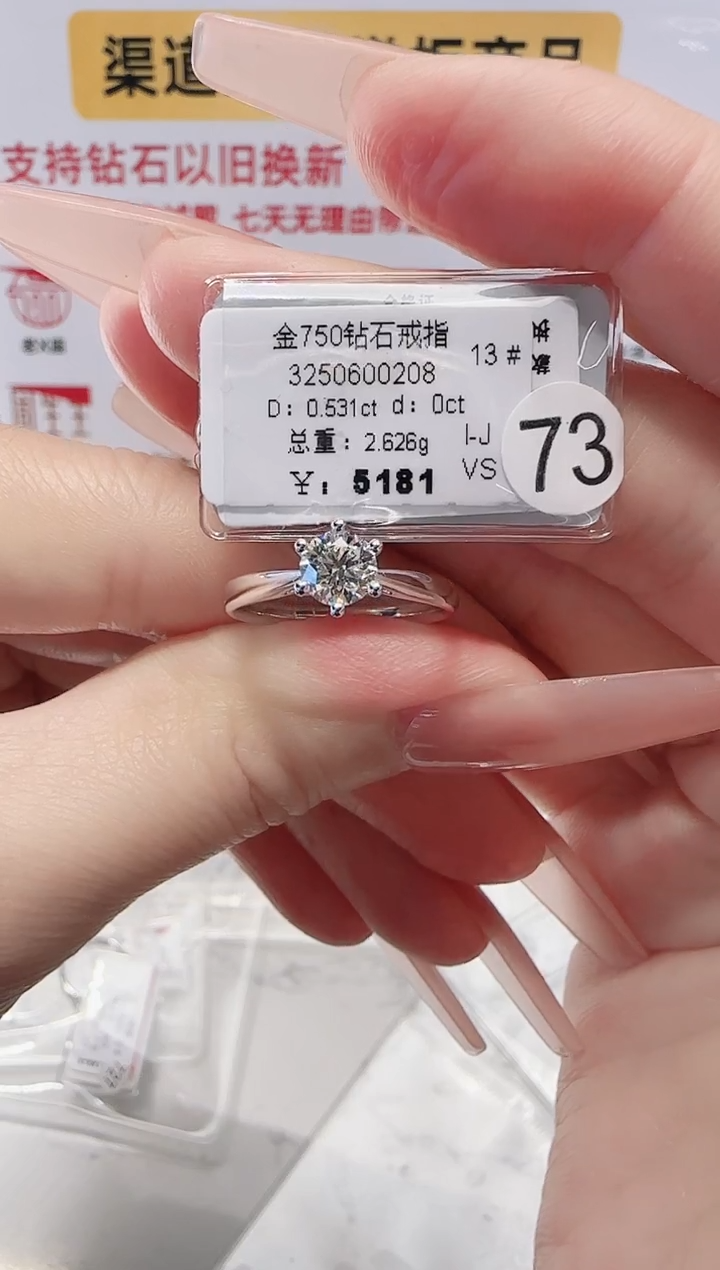 渠道
支持钻石以旧换新
七天无理由
金750钻石戒指
13 #
3250600208
D: 0.531ct d: 0ct
总重: 2.626g
I-J
VS
¥: 5181
73